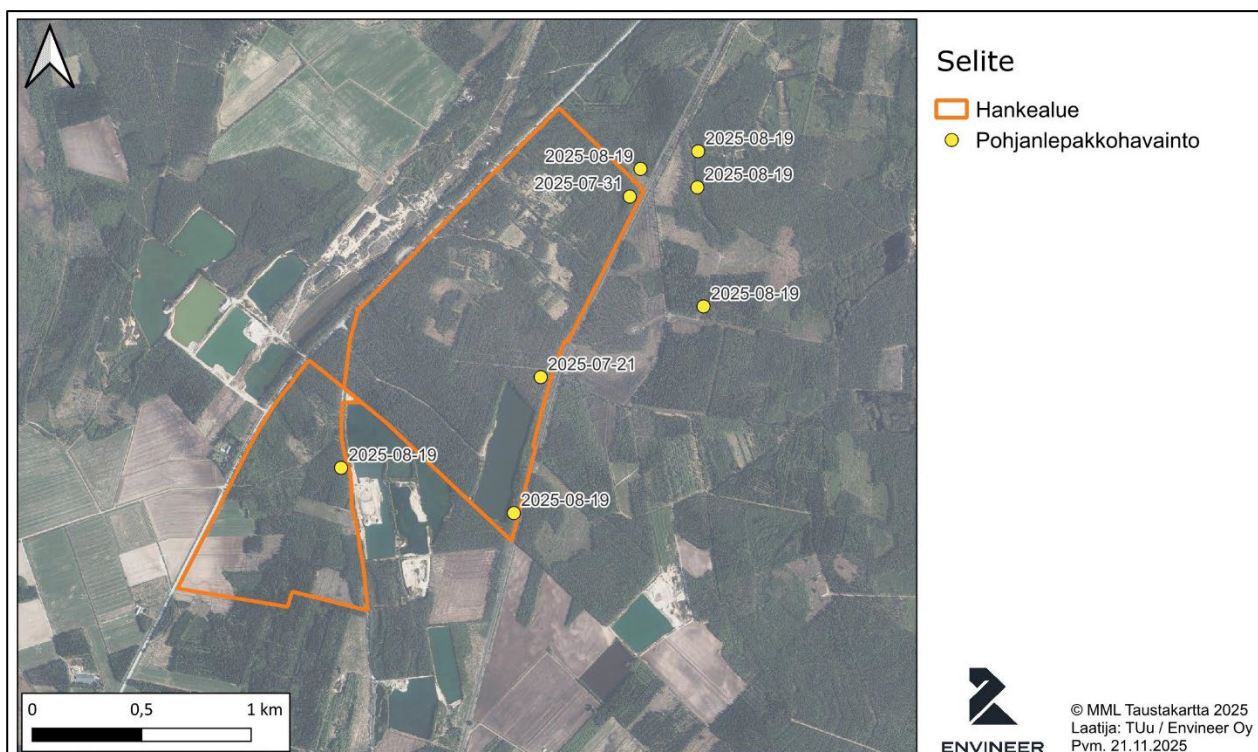 Selite
Hankealue
Pohjanlepakkohavainto
2025-08-19
2025-08-19
2025-08-19
2025-07-31
2025-08-19
2025-07-21
2025-08-19
2025-08-19
0 0,5 1 km
ENVINEER
© MML Taustakartta 2025
Laatija: TUu / Envineer Oy
Pvm. 21.11.2025